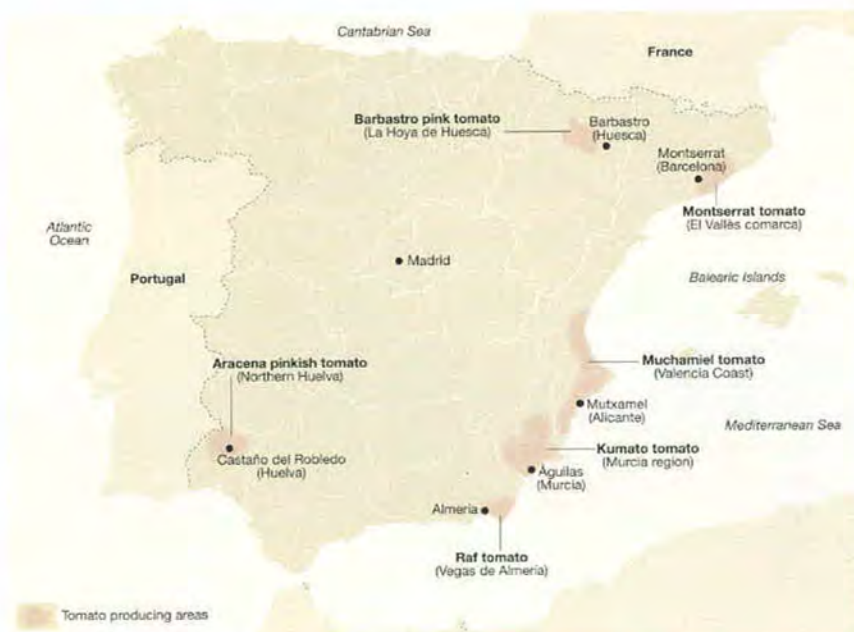 Cantabrian Sea
France
Barbastro pink tomato
(La Hoya de Huesca)
Barbastro
(Huesca)
Montserrat
(Barcelona)
Montserrat tomato
(El Vallès comarca)
Atlantic
Ocean
Portugal
Madrid
Balearic Islands
Aracena pinkish tomato
(Northern Huelva)
Muchamiel tomato
(Valencia Coast)
Mutxamel
(Alicante)
Mediterranean Sea
Kumato tomato
(Murcia region)
Castaño del Robledo
(Huelva)
Àguilas
(Murcia)
Almería
Raf tomato
(Vegas de Almería)
Tomato producing areas